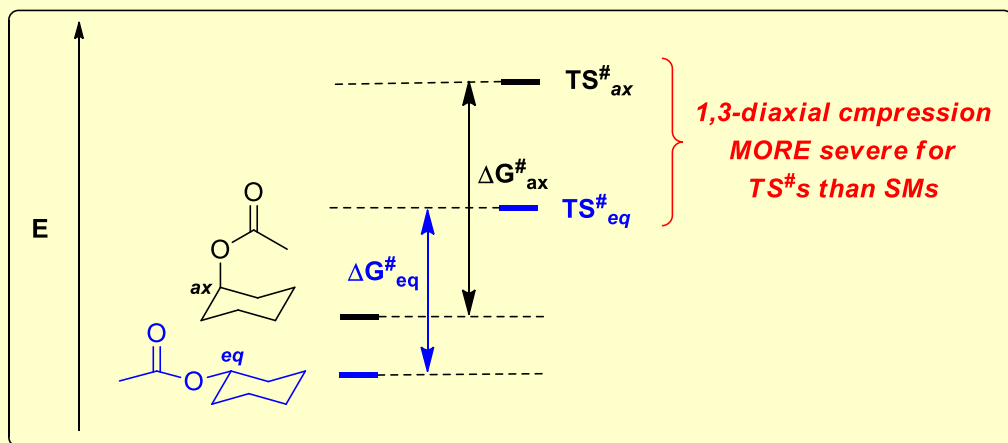 E
TS#ax
1,3-diaxial cmpression
MORE severe for
TS#s than SMs
ΔG#ax
TS#eq
ΔG#eq
O
O
ax
O
O
eq